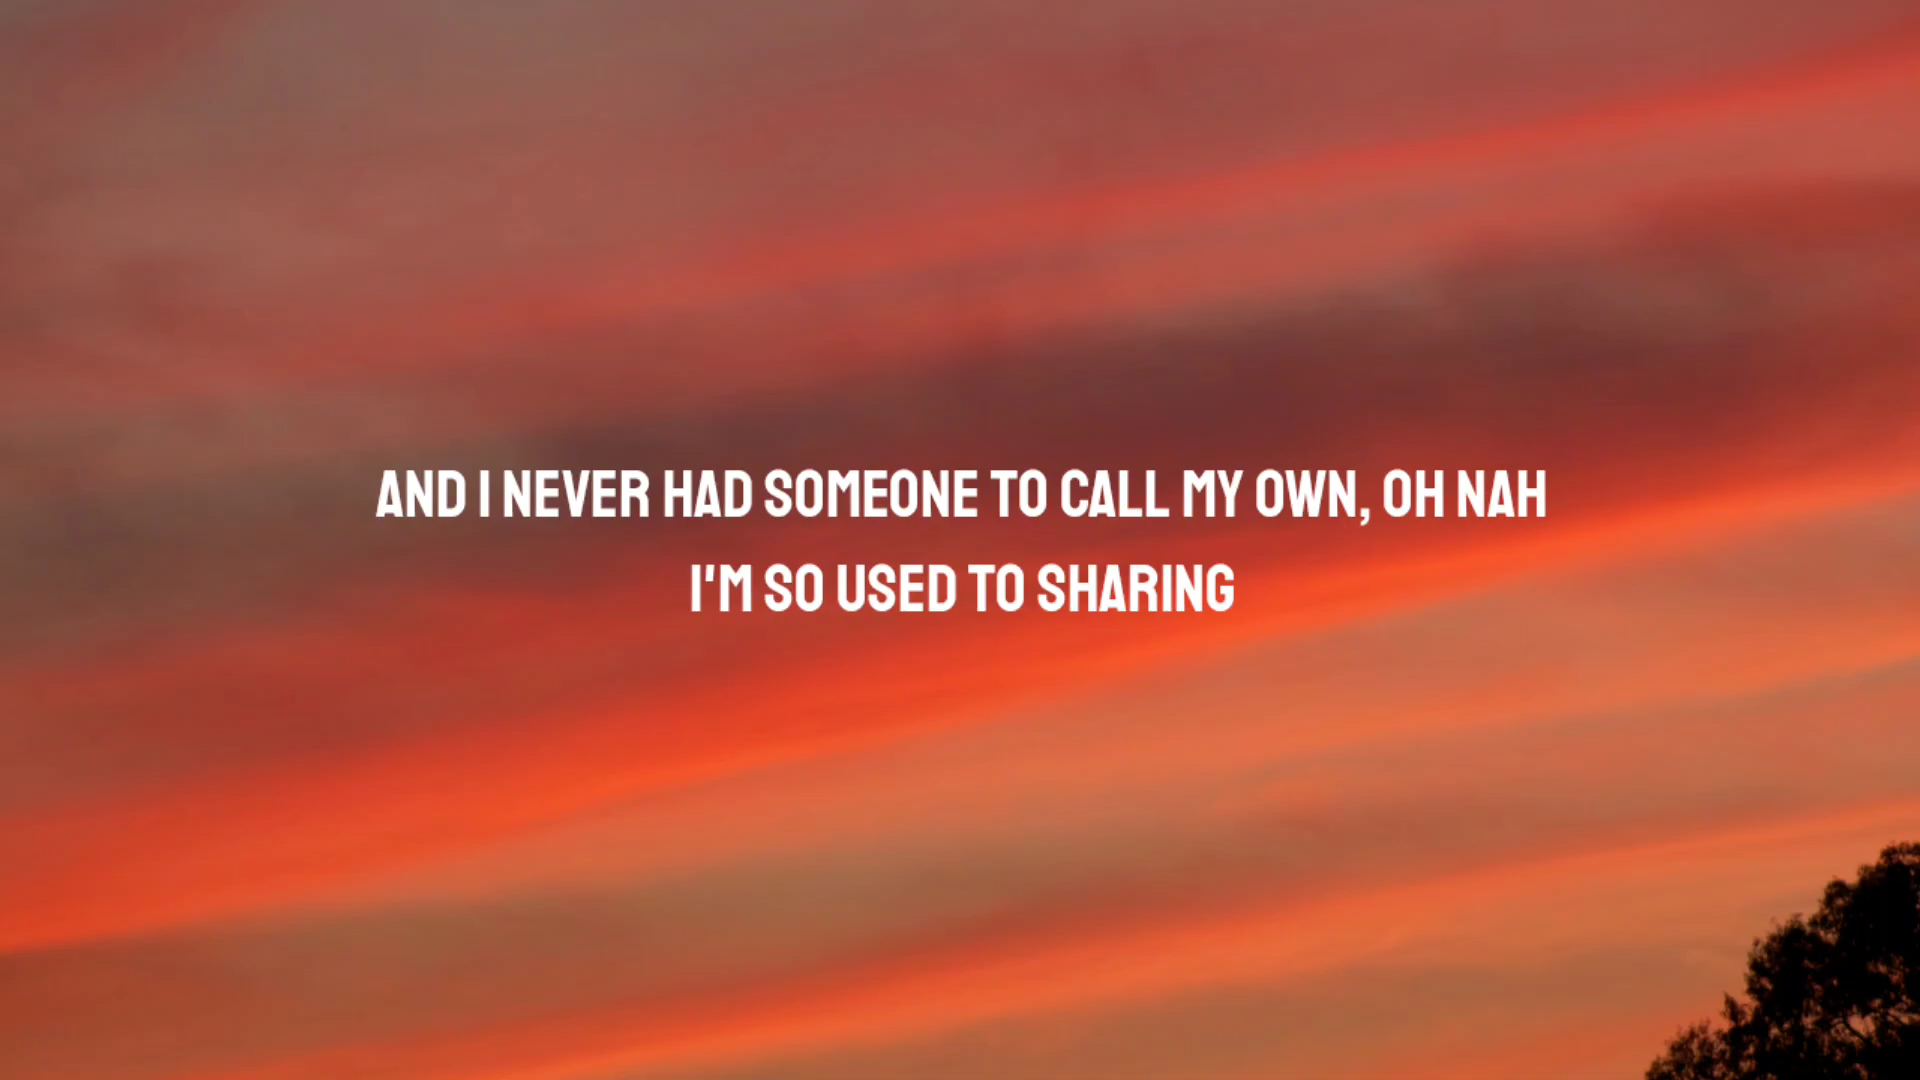 AND I NEVER HAD SOMEONE TO CALL MY OWN, OH NAH
I'M SO USED TO SHARING